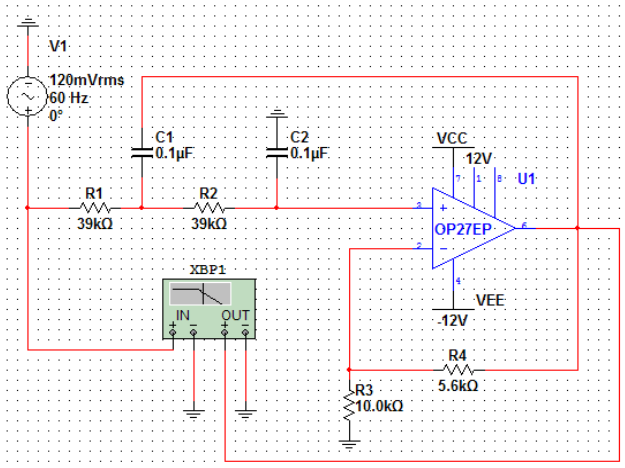 V1
120mVrms
60 Hz
0°
C1
0.1µF
C2
0.1µF
R1
39kΩ
R2
39kΩ
VCC
12V
7
1
8
U1
3
OP27EP
6
2
4
VEE
-12V
XBP1
IN
OUT
R4
5.6kΩ
R3
10.0kΩ